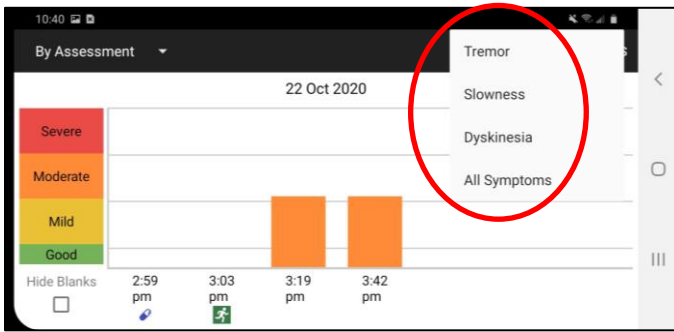 10:40
By Assessment
Tremor
Slowness
Dyskinesia
All Symptoms
22 Oct 2020
Severe
Moderate
Mild
Good
Hide Blanks
2:59 pm
3:03 pm
3:19 pm
3:42 pm